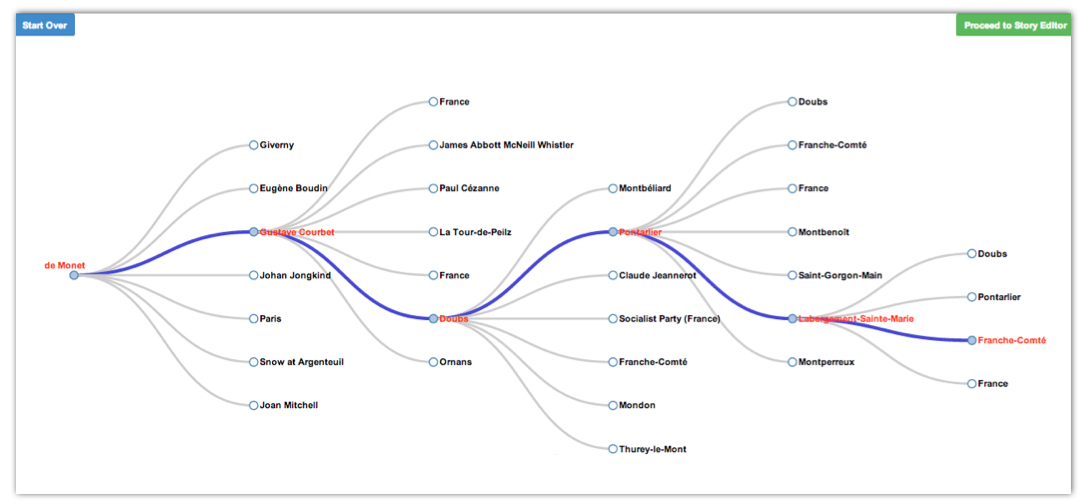 Start Over
Proceed to Story Editor
de Monet
Giverny
Eugène Boudin
Gustave Courbet
Johan Jongkind
Paris
Snow at Argenteuil
Joan Mitchell
France
James Abbott McNeill Whistler
Paul Cézanne
La Tour-de-Peilz
France
Doubs
Ornans
Montbéliard
Pontarlier
Claude Jeannerot
Socialist Party (France)
Franche-Comté
Mondon
Thurey-le-Mont
Doubs
Franche-Comté
France
Montbenoît
Saint-Gorgon-Main
Labergement-Sainte-Marie
Montperreux
Doubs
Pontarlier
Franche-Comté
France